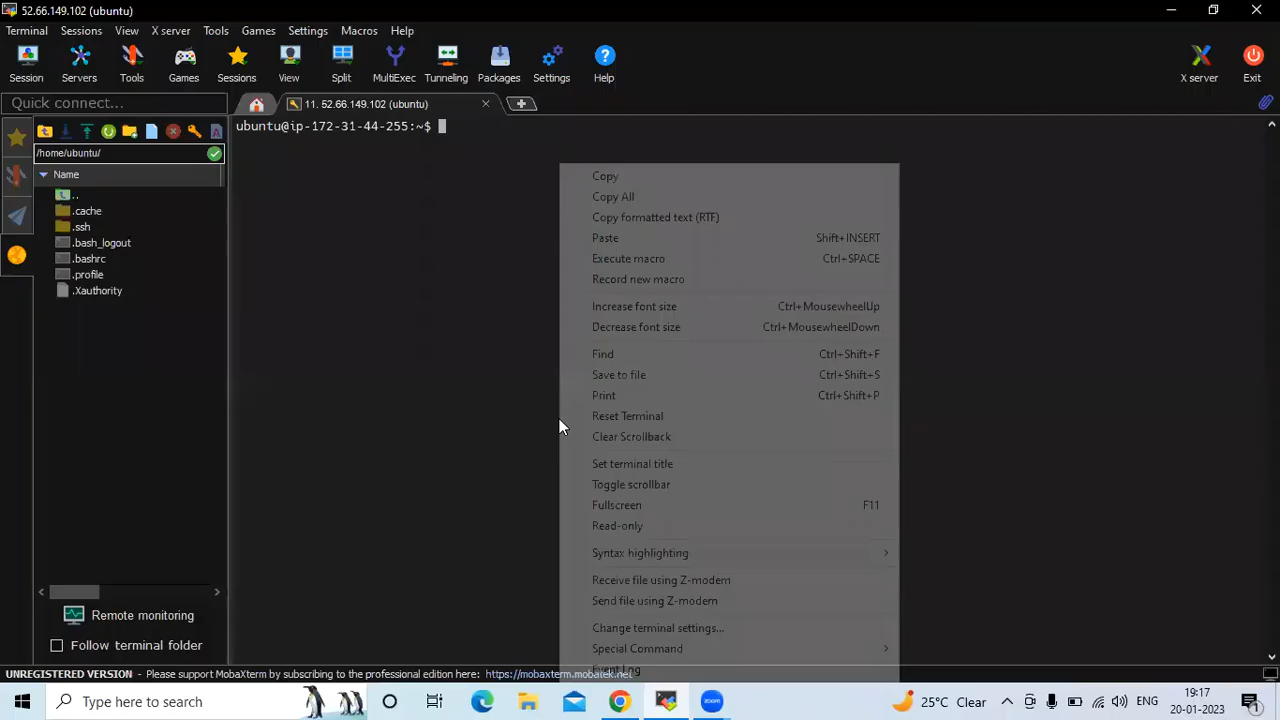 52.66.149.102 (ubuntu)
Terminal Sessions View X server Tools Games Settings Macros Help
Session Servers Tools Games Sessions View Split MultiExec Tunneling Packages Settings Help X server Exit
Quick connect...
11. 52.66.149.102 (ubuntu)
/home/ubuntu/
Name
..
.cache
.ssh
.bash_logout
.bashrc
.profile
.Xauthority
Remote monitoring
Follow terminal folder
ubuntu@ip-172-31-44-255:~$
Copy
Copy All
Copy formatted text (RTF)
Paste Shift+INSERT
Execute macro Ctrl+SPACE
Record new macro
Increase font size Ctrl+MousewheelUp
Decrease font size Ctrl+MousewheelDown
Find Ctrl+Shift+F
Save to file Ctrl+Shift+S
Print Ctrl+Shift+P
Reset Terminal
Clear Scrollback
Set terminal title
Toggle scrollbar
Fullscreen F11
Read-only
Syntax highlighting
Receive file using Z-modem
Send file using Z-modem
Change terminal settings...
Special Command
Event Log
UNREGISTERED VERSION - Please support MobaXterm by subscribing to the professional edition here: https://mobaxterm.mobatek.net
Type here to search
zoom
25°C Clear
19:17
20-01-2023
1